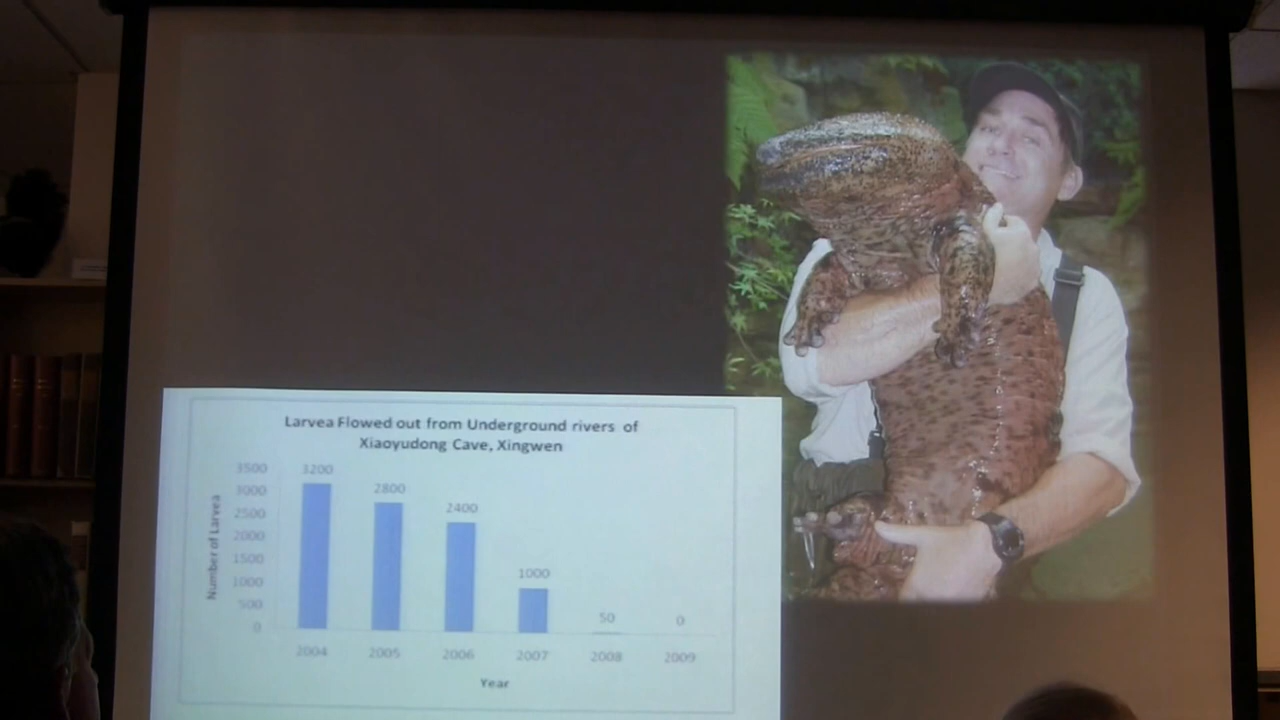 Larvea Flowed out from Underground rivers of
Xiaoyudong Cave, Xingwen
Number of Larvea
3500
3000
2500
2000
1500
1000
500
0
3200
2800
2400
1000
50
0
2004 2005 2006 2007 2008 2009
Year